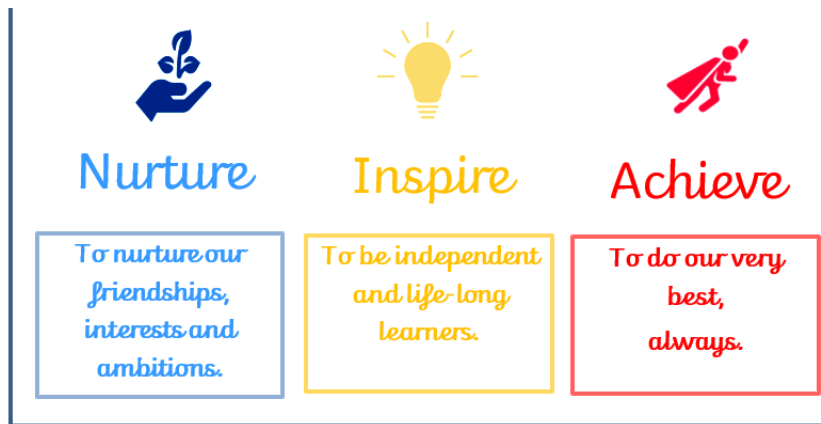 Nurture
To nurture our
friendships,
interests and
ambitions.
Inspire
To be independent
and life-long
learners.
Achieve
To do our very
best,
always.